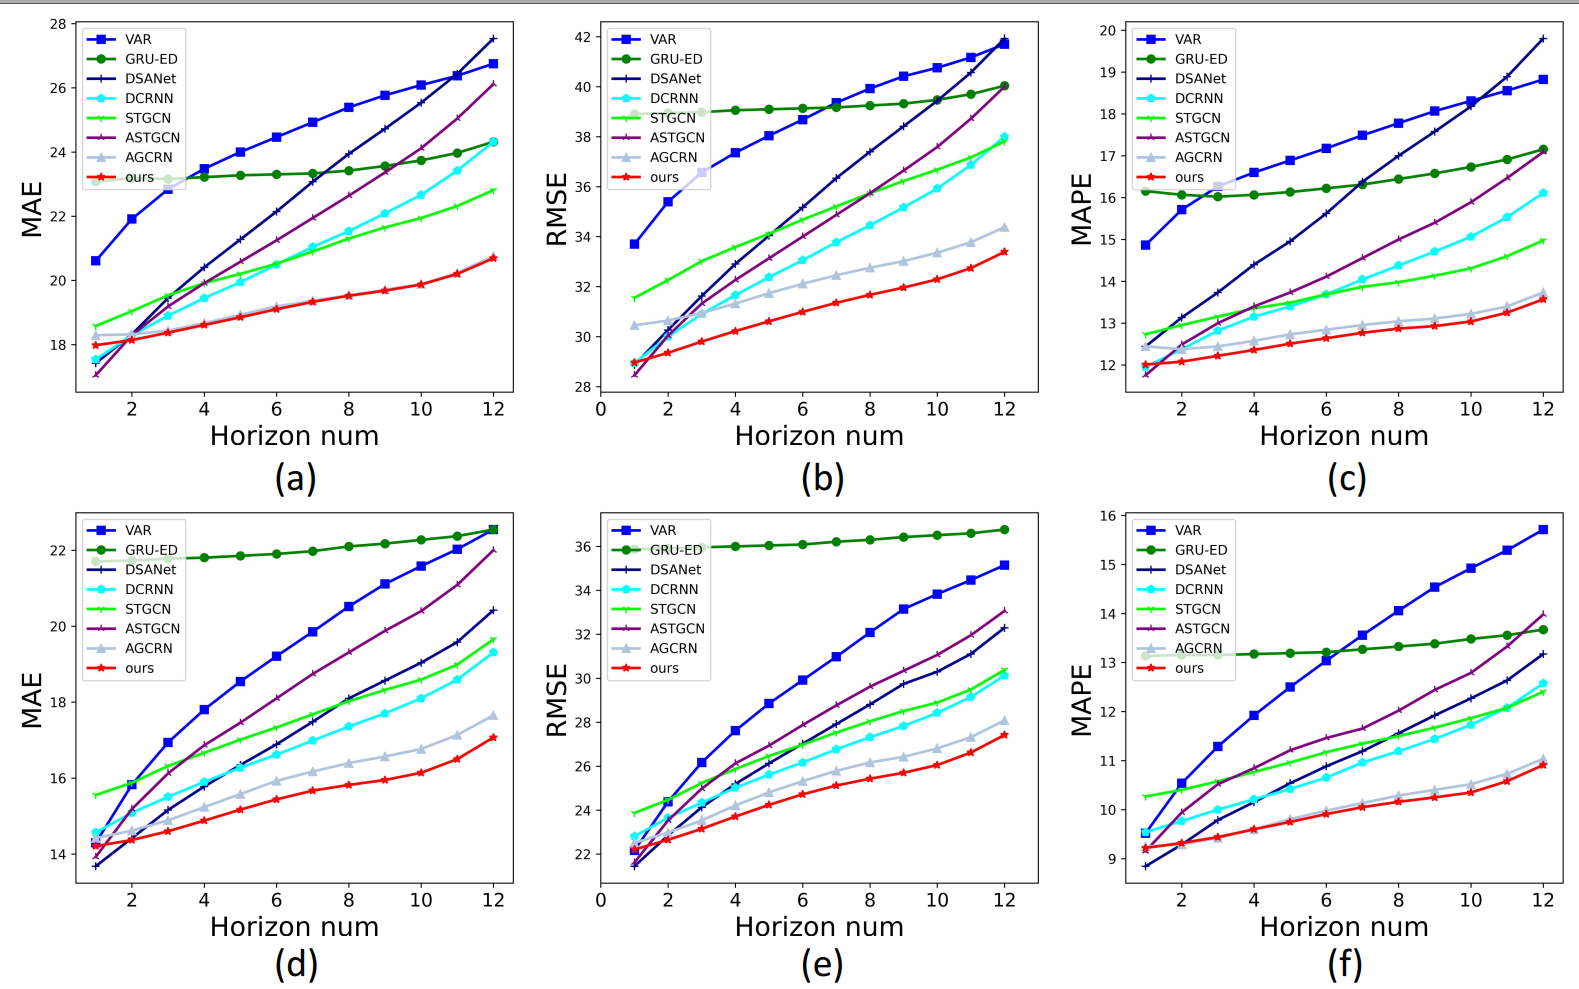 28
26
24
22
20
18
MAE
VAR
GRU-ED
DSANet
DCRNN
STGCN
ASTGCN
AGCRN
ours
2 4 6 8 10 12
Horizon num
(a)
42
40
38
36
34
32
30
28
RMSE
VAR
GRU-ED
DSANet
DCRNN
STGCN
ASTGCN
AGCRN
ours
0 2 4 6 8 10 12
Horizon num
(b)
20
19
18
17
16
15
14
13
12
MAPE
VAR
GRU-ED
DSANet
DCRNN
STGCN
ASTGCN
AGCRN
ours
2 4 6 8 10 12
Horizon num
(c)
22
20
18
16
14
MAE
VAR
GRU-ED
DSANet
DCRNN
STGCN
ASTGCN
AGCRN
ours
2 4 6 8 10 12
Horizon num
(d)
36
34
32
30
28
26
24
22
RMSE
VAR
GRU-ED
DSANet
DCRNN
STGCN
ASTGCN
AGCRN
ours
0 2 4 6 8 10 12
Horizon num
(e)
16
15
14
13
12
11
10
9
MAPE
VAR
GRU-ED
DSANet
DCRNN
STGCN
ASTGCN
AGCRN
ours
2 4 6 8 10 12
Horizon num
(f)